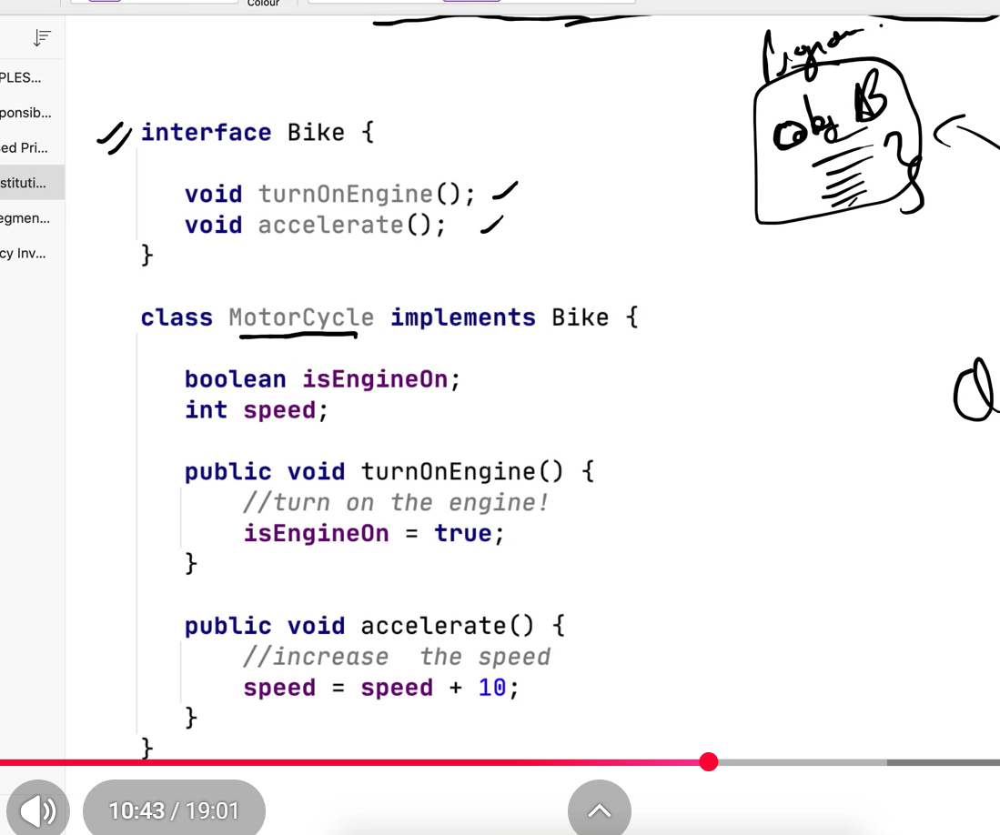 Colour
PLES...
ponsib...
ed Pri...
stituti...
egmen...
cy Inv...
obj B
interface Bike {
void turnOnEngine();
void accelerate();
}
class MotorCycle implements Bike {
boolean isEngineOn;
int speed;
public void turnOnEngine() {
//turn on the engine!
isEngineOn = true;
}
public void accelerate() {
//increase  the speed
speed = speed + 10;
}
}
10:43 / 19:01